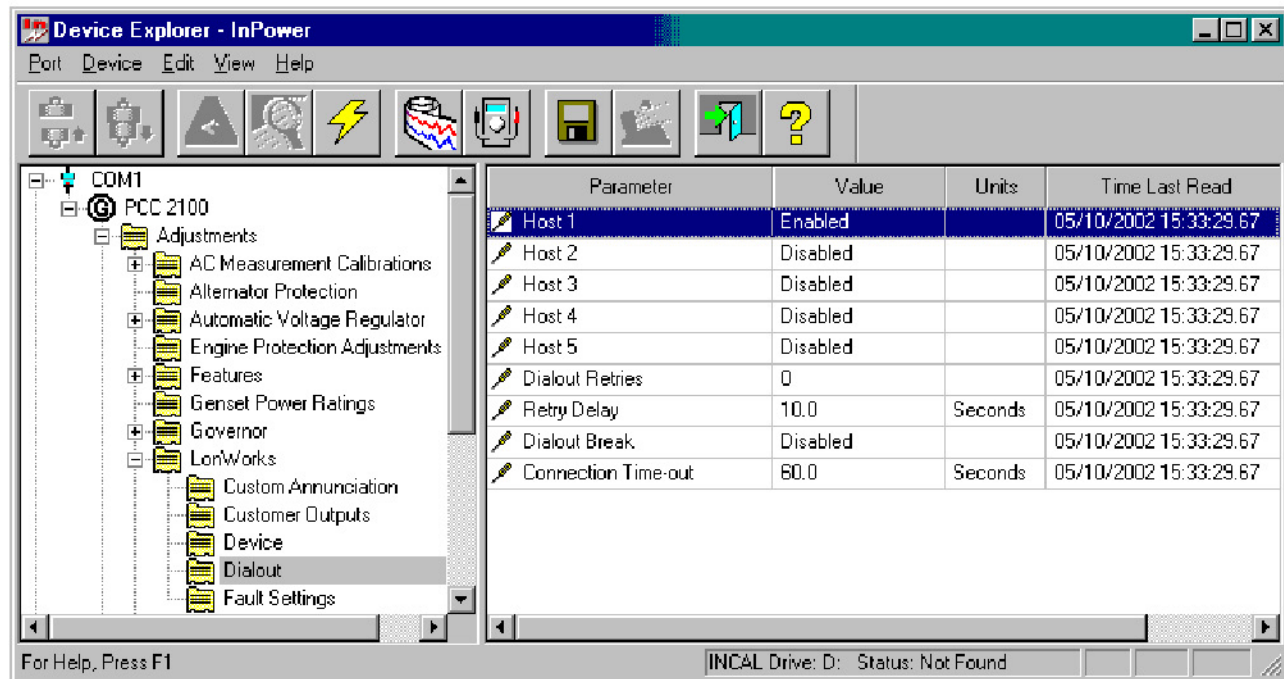 Device Explorer - InPower
Port Device Edit View Help
COM1
PCC 2100
Adjustments
AC Measurement Calibrations
Alternator Protection
Automatic Voltage Regulator
Engine Protection Adjustments
Features
Genset Power Ratings
Governor
LonWorks
Custom Annunciation
Customer Outputs
Device
Dialout
Fault Settings
Parameter Value Units Time Last Read
Host 1 Enabled 05/10/2002 15:33:29.67
Host 2 Disabled 05/10/2002 15:33:29.67
Host 3 Disabled 05/10/2002 15:33:29.67
Host 4 Disabled 05/10/2002 15:33:29.67
Host 5 Disabled 05/10/2002 15:33:29.67
Dialout Retries 0 05/10/2002 15:33:29.67
Retry Delay 10.0 Seconds 05/10/2002 15:33:29.67
Dialout Break Disabled 05/10/2002 15:33:29.67
Connection Time-out 60.0 Seconds 05/10/2002 15:33:29.67
For Help, Press F1
INCAL Drive: D: Status: Not Found